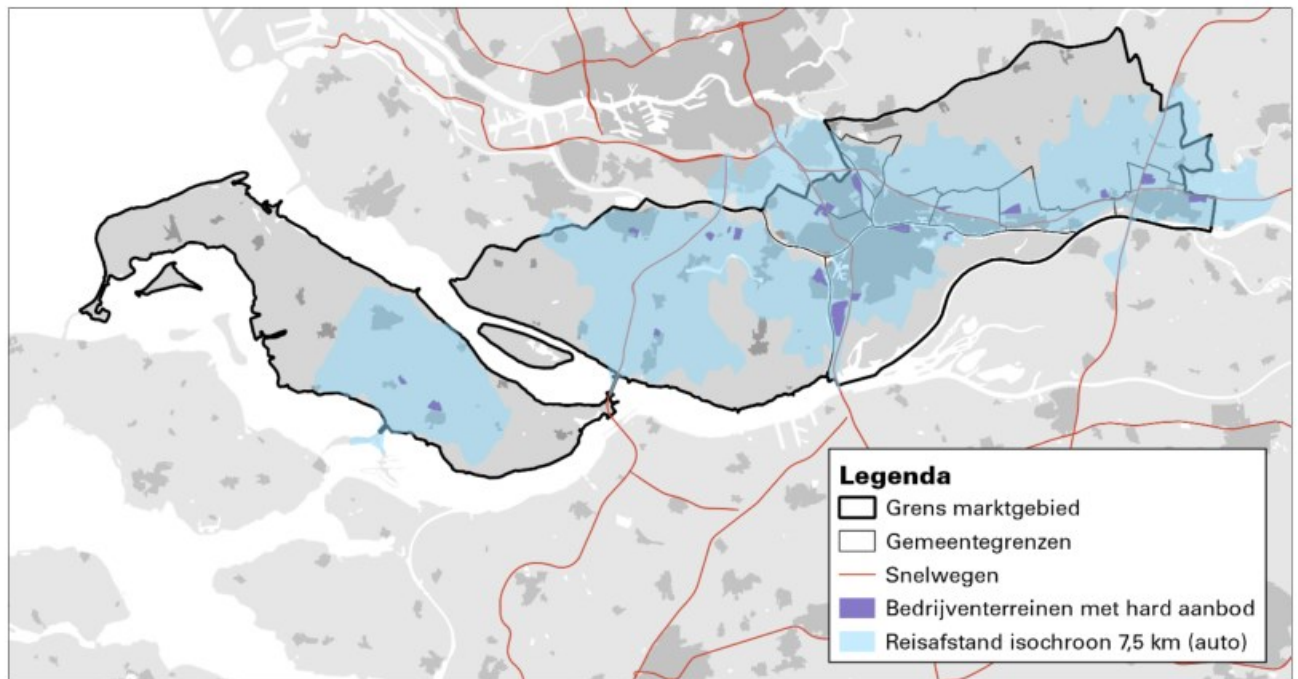 Legenda
Grens marktgebied
Gemeentegrenzen
Snelwegen
Bedrijventerreinen met hard aanbod
Reisafstand isochroon 7,5 km (auto)